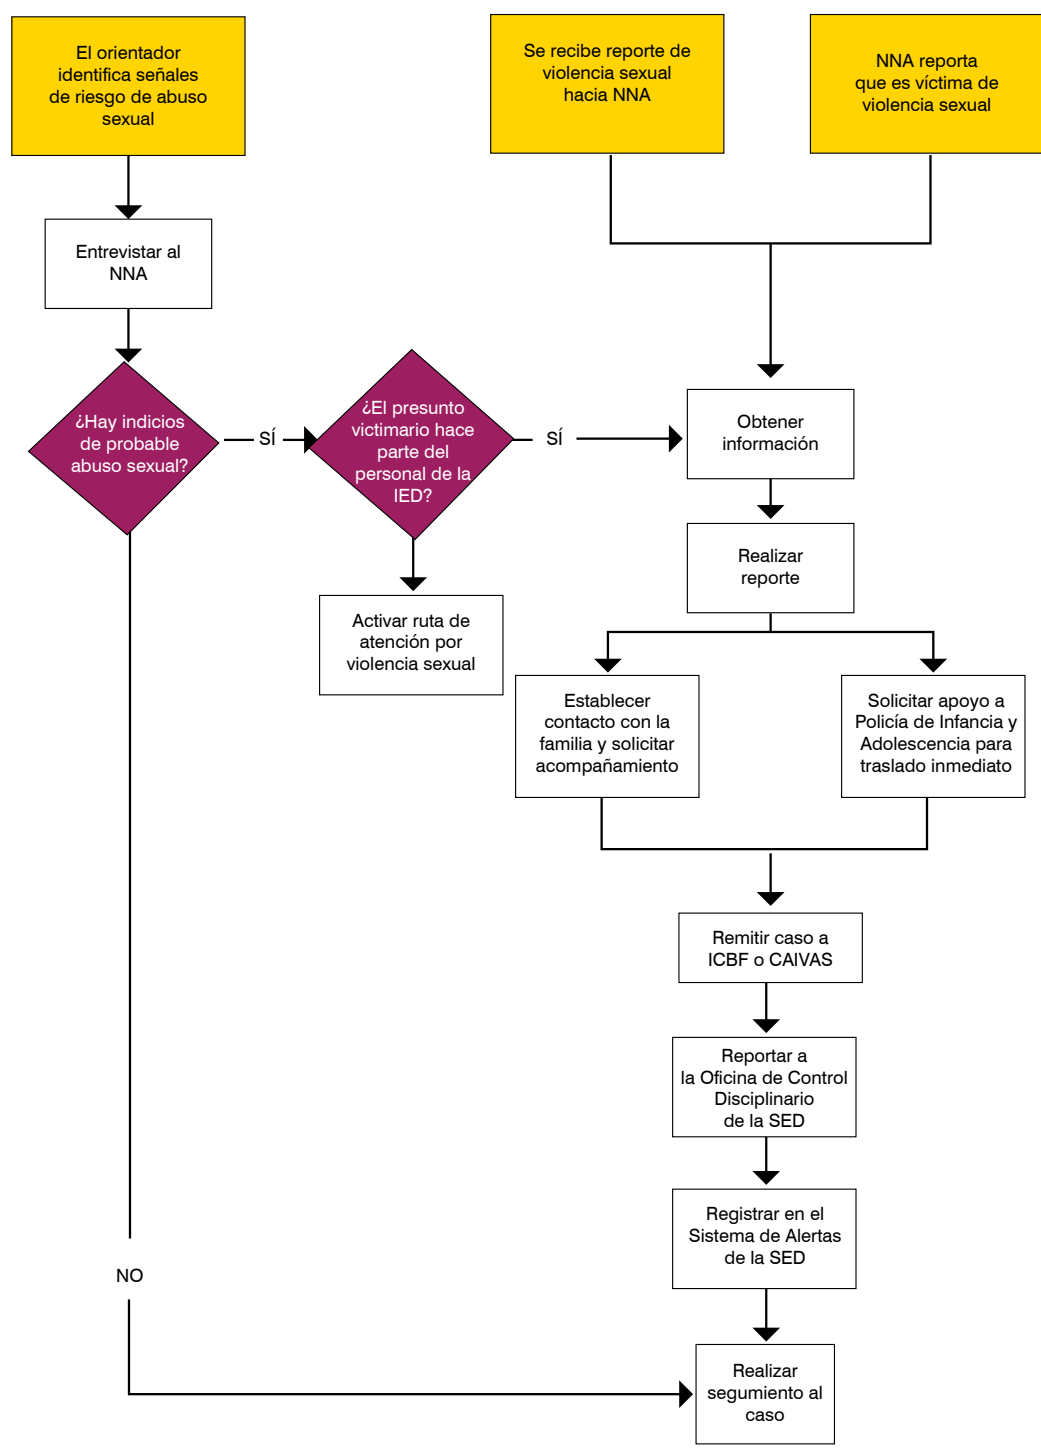 El orientador
identifica señales
de riesgo de abuso
sexual
Se recibe reporte de
violencia sexual
hacia NNA
NNA reporta
que es víctima de
violencia sexual
Entrevistar al
NNA
¿Hay indicios
de probable
abuso sexual?
SÍ
¿El presunto
victimario hace
parte del
personal de la
IED?
SÍ
Obtener
información
Realizar
reporte
Activar ruta de
atención por
violencia sexual
Establecer
contacto con la
familia y solicitar
acompañamiento
Solicitar apoyo a
Policía de Infancia y
Adolescencia para
traslado inmediato
Remitir caso a
ICBF o CAIVAS
Reportar a
la Oficina de Control
Disciplinario
de la SED
Registrar en el
Sistema de Alertas
de la SED
NO
Realizar
segumiento al
caso